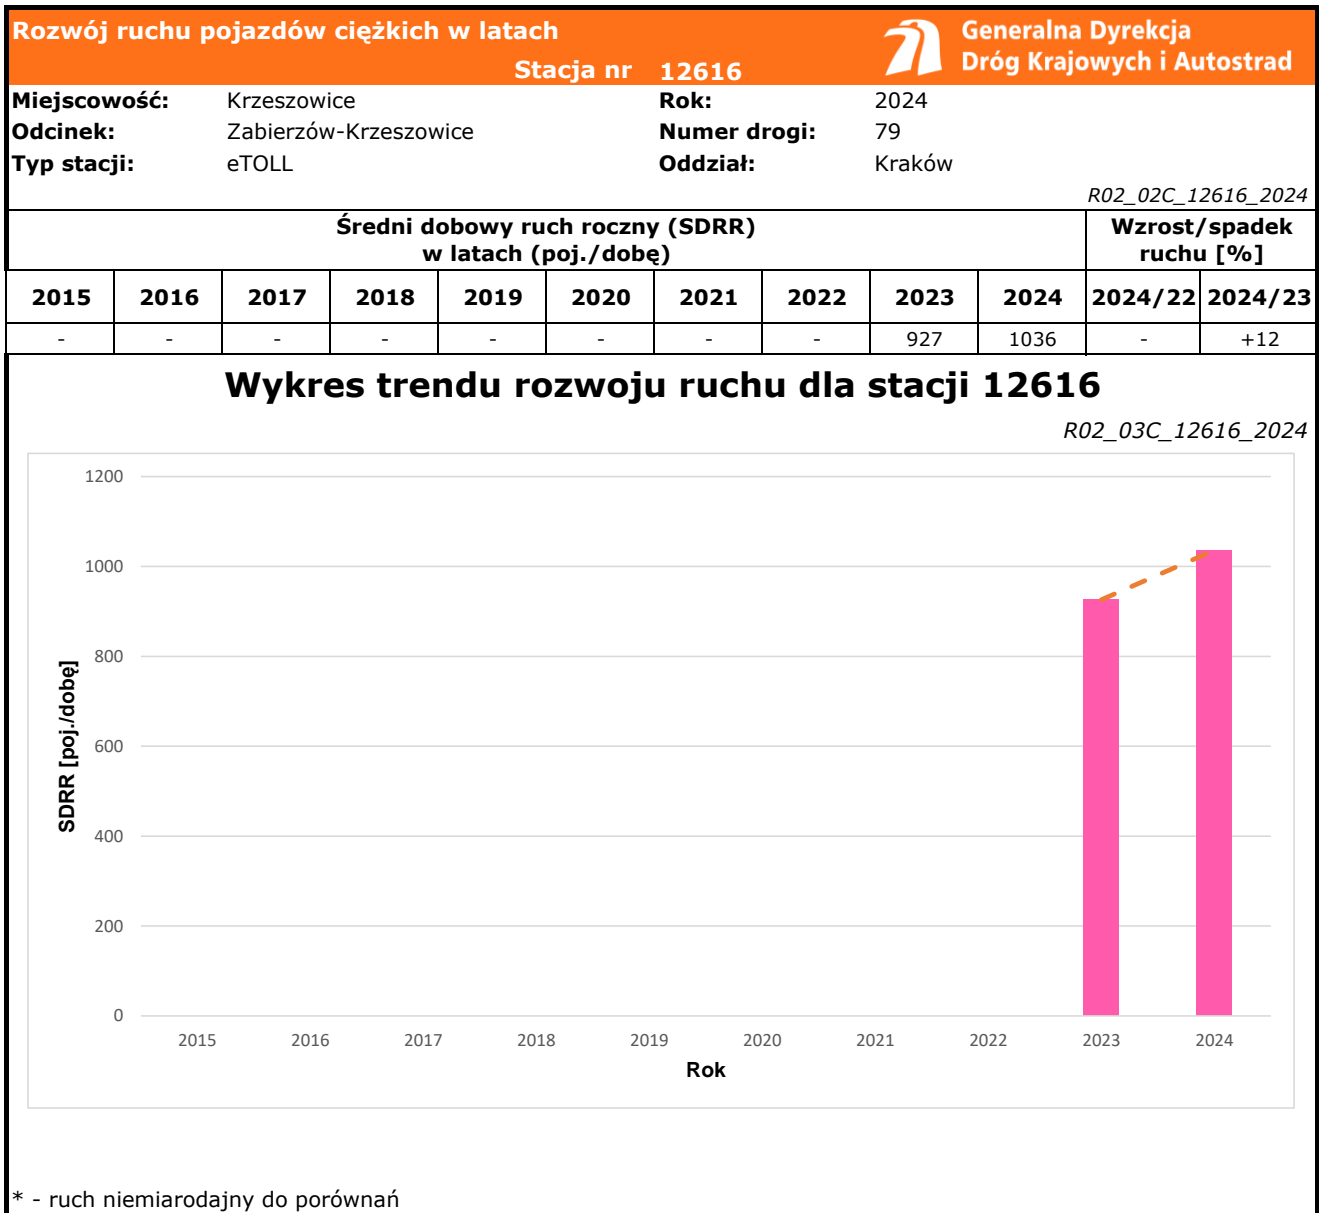 Rozwój ruchu pojazdów ciężkich w latach
Stacja nr 12616
Generalna Dyrekcja
Dróg Krajowych i Autostrad
Miejscowość: Krzeszowice Rok: 2024
Odcinek: Zabierzów-Krzeszowice Numer drogi: 79
Typ stacji: eTOLL Oddział: Kraków
R02_02C_12616_2024
Średni dobowy ruch roczny (SDRR)
w latach (poj./dobę)
Wzrost/spadek
ruchu [%]
2015 2016 2017 2018 2019 2020 2021 2022 2023 2024 2024/22 2024/23
- - - - - - - - 927 1036 - +12
Wykres trendu rozwoju ruchu dla stacji 12616
R02_03C_12616_2024
1200
1000
800
600
400
200
0
SDRR [poj./dobę]
2015 2016 2017 2018 2019 2020 2021 2022 2023 2024
Rok
* - ruch niemiarodajny do porównań